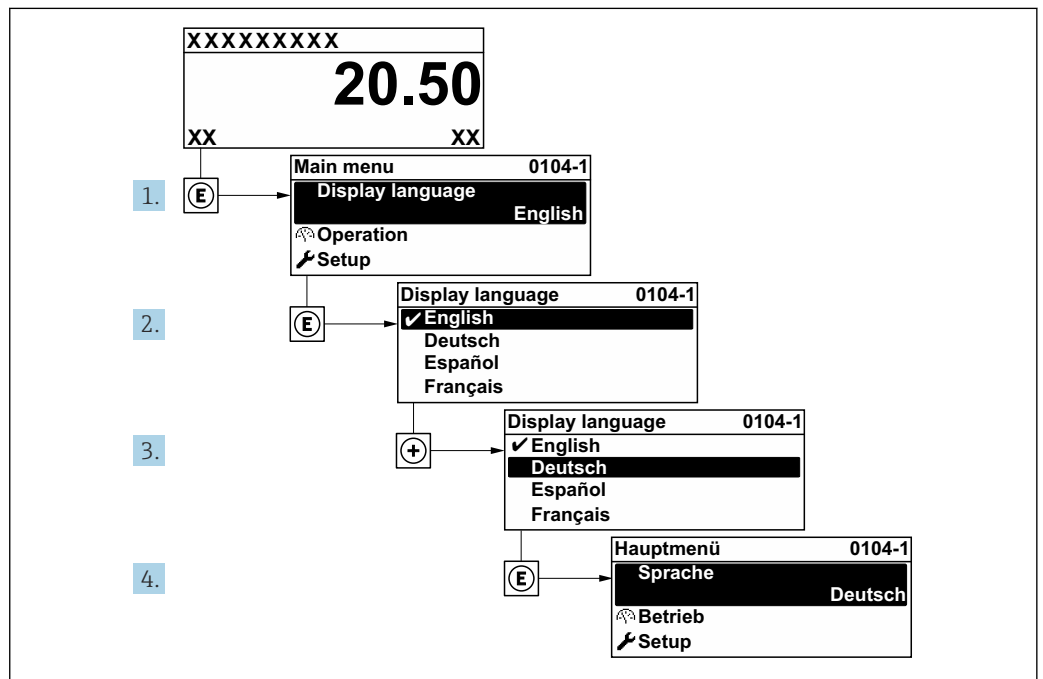 XXXXXXXXX
20.50
XX XX
1. E
Main menu 0104-1
Display language
English
Operation
Setup
2. E
Display language 0104-1
✔English
Deutsch
Español
Français
3. +
Display language 0104-1
✔English
Deutsch
Español
Français
4. E
Hauptmenü 0104-1
Sprache
Deutsch
Betrieb
Setup